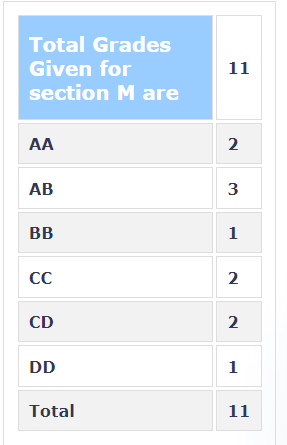 Total Grades
Given for
section M are
11
AA 2
AB 3
BB 1
CC 2
CD 2
DD 1
Total 11